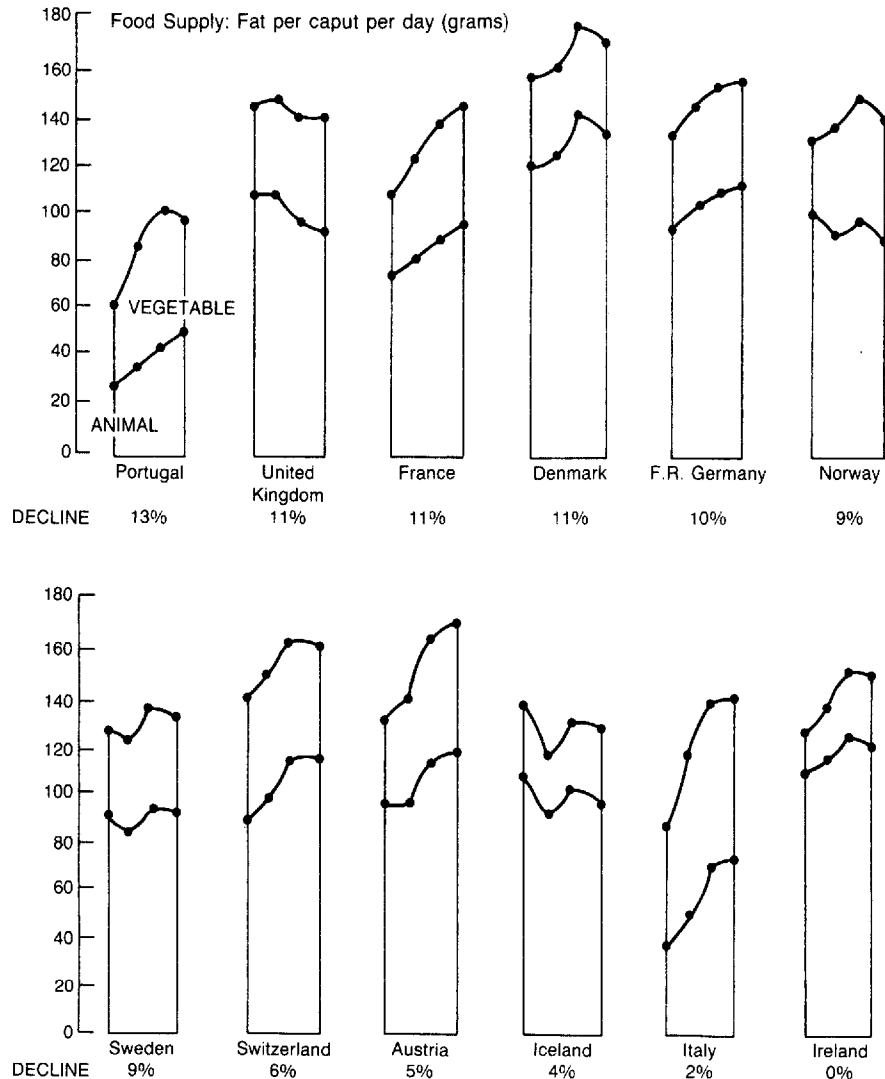 Food Supply: Fat per caput per day (grams)
180
160
140
120
100
80
60
40
20
0
VEGETABLE
ANIMAL
Portugal United Kingdom France Denmark F.R. Germany Norway
DECLINE 13% 11% 11% 11% 10% 9%
180
160
140
120
100
80
60
40
20
0
Sweden Switzerland Austria Iceland Italy Ireland
DECLINE 9% 6% 5% 4% 2% 0%